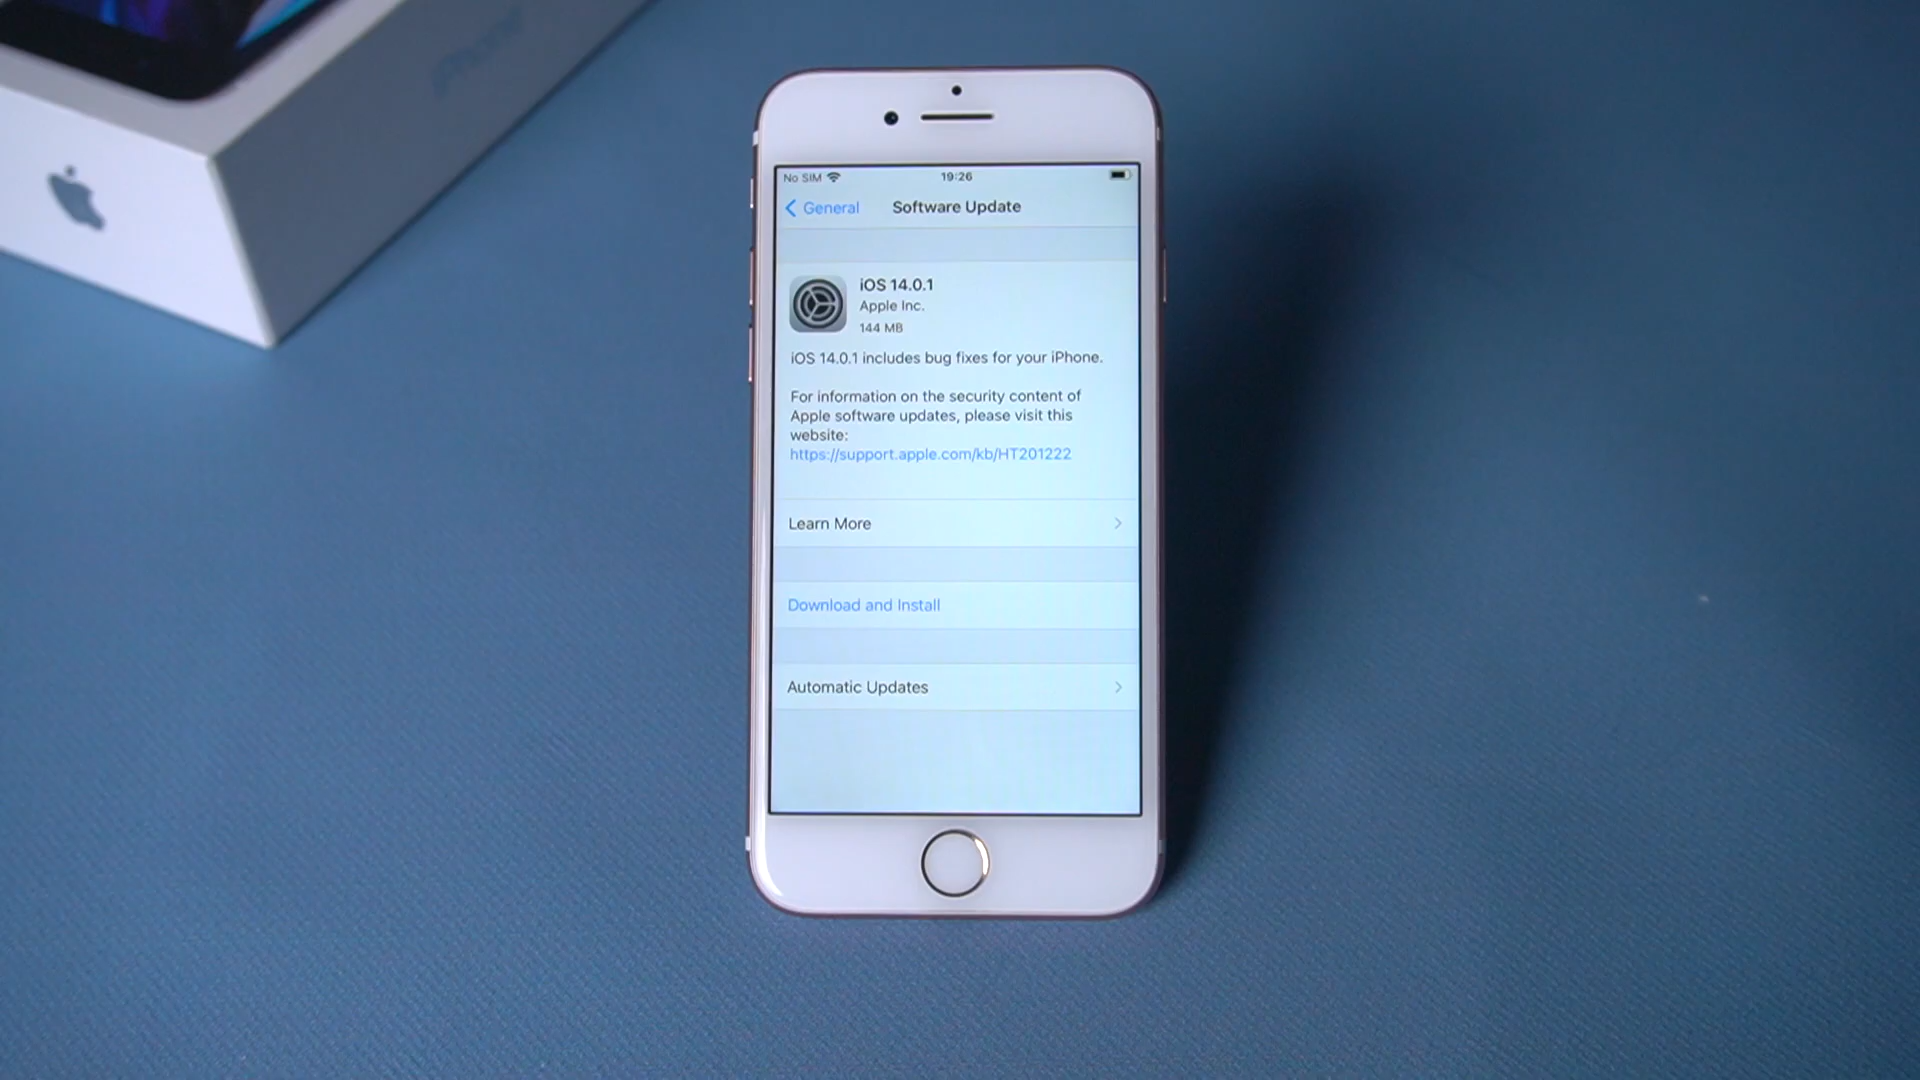 iPhone
No SIM 19:26
General Software Update
iOS 14.0.1
Apple Inc.
144 MB
iOS 14.0.1 includes bug fixes for your iPhone.
For information on the security content of
Apple software updates, please visit this
website:
https://support.apple.com/kb/HT201222
Learn More
Download and Install
Automatic Updates